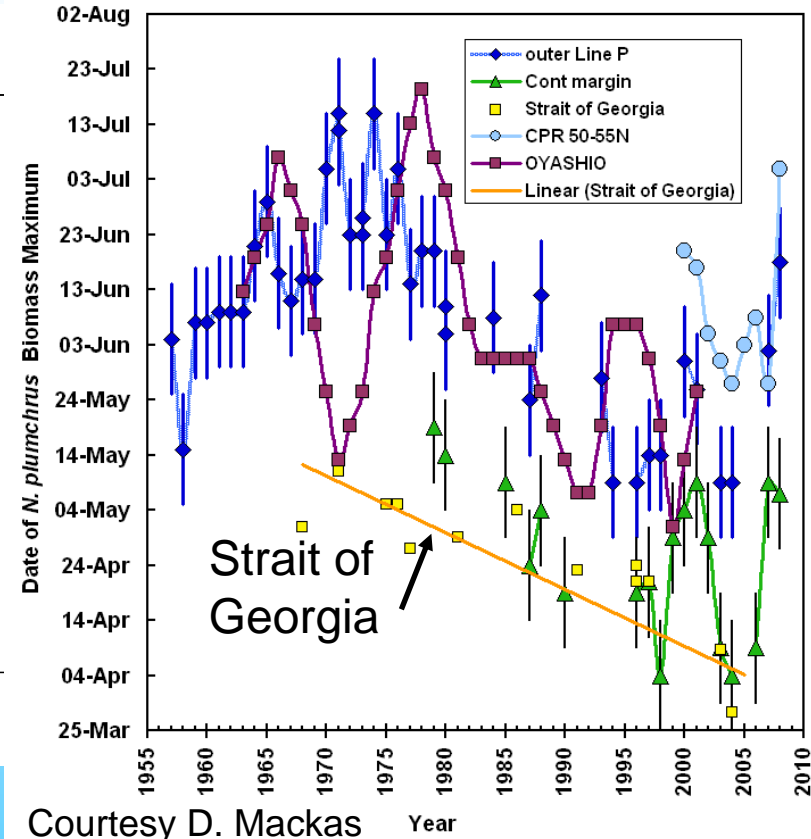 02-Aug
23-Jul
13-Jul
03-Jul
23-Jun
13-Jun
03-Jun
24-May
14-May
04-May
24-Apr
14-Apr
04-Apr
25-Mar
Date of N. plumchrus Biomass Maximum
outer Line P
Cont margin
Strait of Georgia
CPR 50-55N
OYASHIO
Linear (Strait of Georgia)
Strait of
Georgia
1955
1960
1965
1970
1975
1980
1985
1990
1995
2000
2005
2010
Courtesy D. Mackas
Year